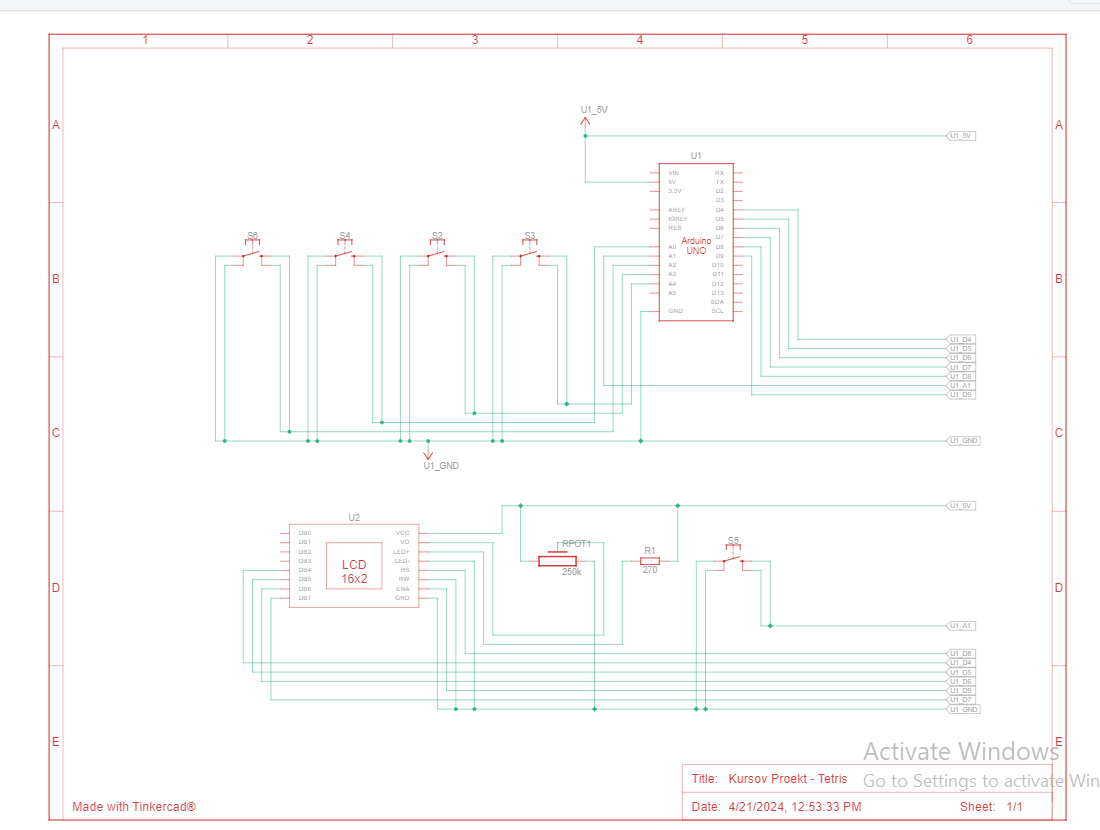 1 2 3 4 5 6
A A
U1_5V
U1_5V
U1
VIN RX
5V TX
3.3V D2
D3
AREF D4
IOREF D5
RES D6
D7
Arduino
UNO
A0 D8
A1 D9
A2 D10
A3 D11
A4 D12
A5 D13
SDA
GND SCL
S6 S4 S2 S3
B B
U1_D4
U1_D5
U1_D6
U1_D7
U1_D8
U1_A1
U1_D9
C C
U1_GND
U1_GND
U1_5V
U2
DB0 VCC
DB1 VO
DB2 LED+
DB3 LED-
DB4 RS
DB5 RW
DB6 ENA
DB7 GND
LCD
16x2
RPOT1
250k
R1
270
S5
D D
U1_A1
U1_D8
U1_D4
U1_D5
U1_D6
U1_D9
U1_D7
U1_GND
E E
Activate Windows
Go to Settings to activate Win
Title: Kursov Proekt - Tetris
Made with Tinkercad®
Date: 4/21/2024, 12:53:33 PM Sheet: 1/1